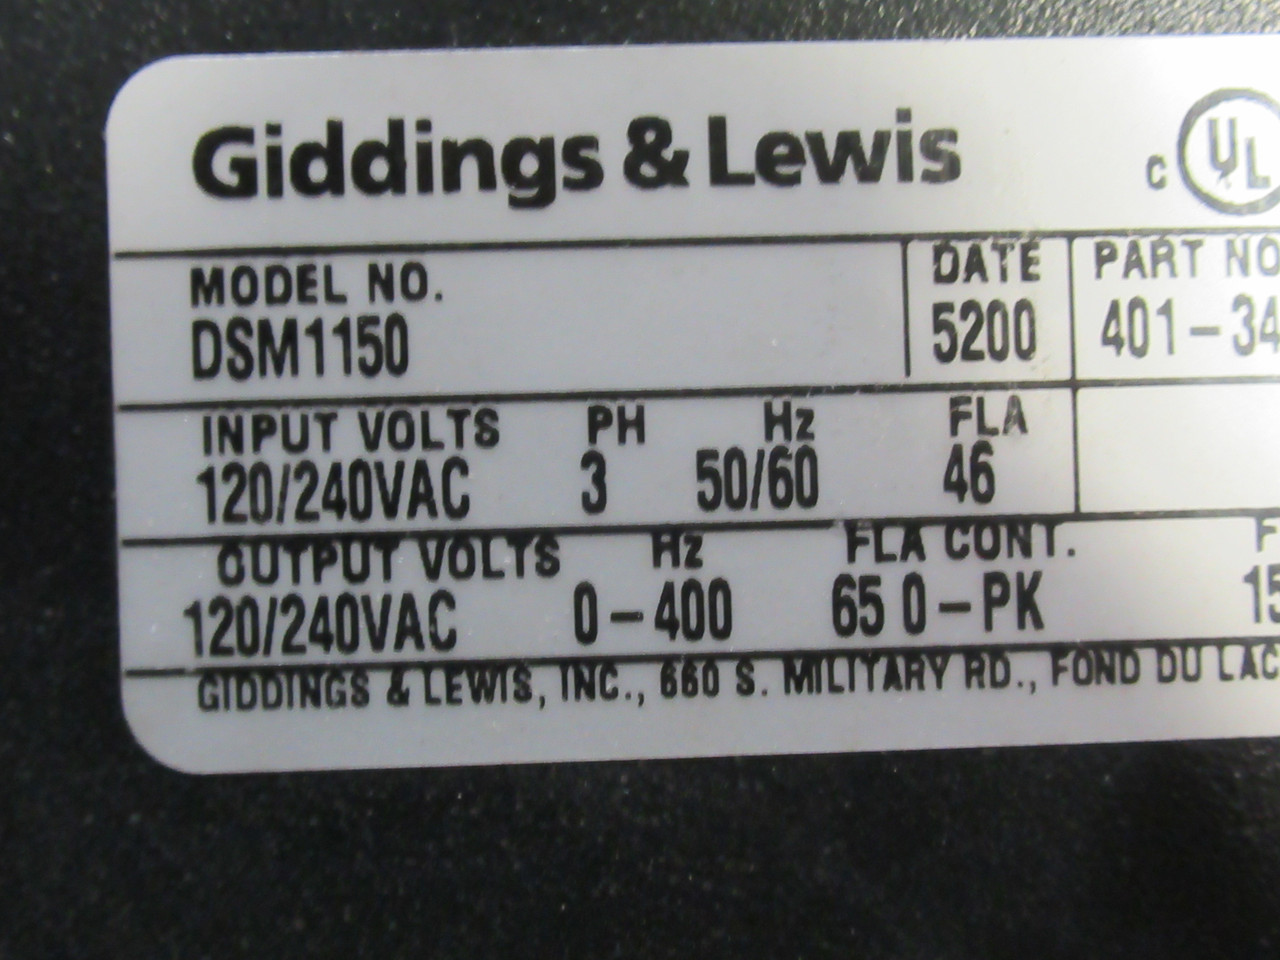 Giddings & Lewis
C UL
MODEL NO. DATE PART NO
DSM1150 5200 401-34
INPUT VOLTS PH Hz FLA
120/240VAC 3 50/60 46
OUTPUT VOLTS Hz FLA CONT. F
120/240VAC 0-400 65 0-PK 15
GIDDINGS & LEWIS, INC., 660 S. MILITARY RD., FOND DU LAC